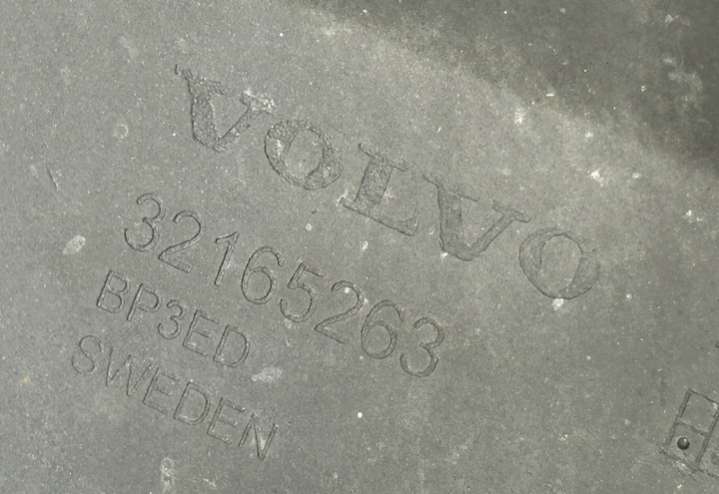 VOLVO
32165263
BP3ED
SWEDEN